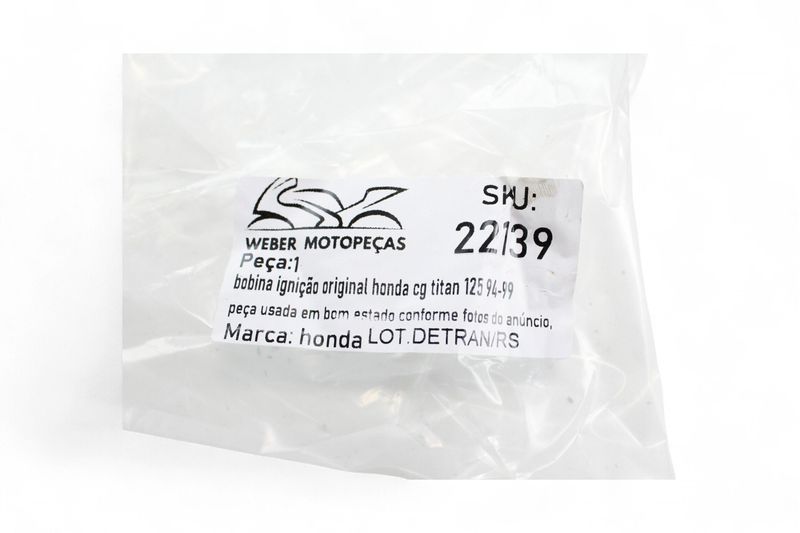 WEBER MOTOPEÇAS
SKU:
22139
Peça:1
bobina ignição original honda cg titan 125 94-99
peça usada em bom estado conforme fotos do anúncio,
Marca: honda LOT.DETRAN/RS